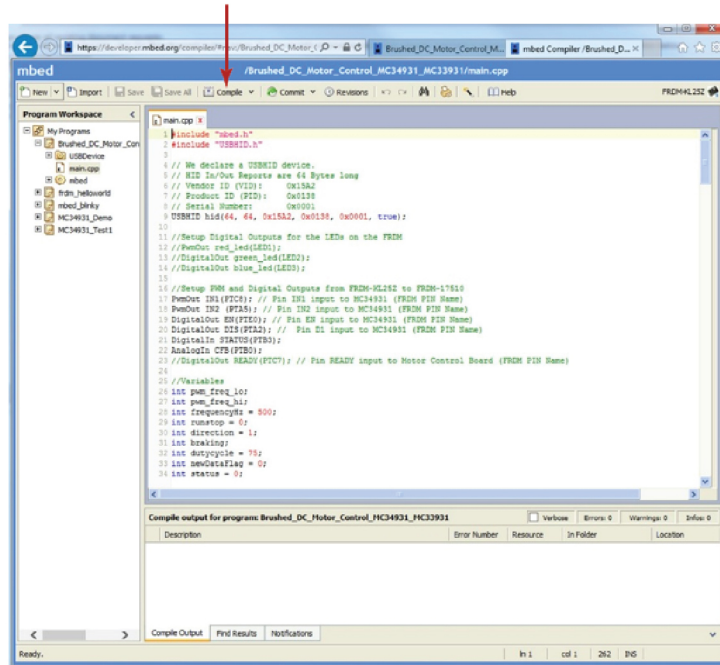 https://developer.mbed.org/compiler/#nav:/Brushed_DC_Motor_C
Brushed_DC_Motor_Control_M...
mbed Compiler /Brushed_D...
mbed
/Brushed_DC_Motor_Control_MC34931_MC33931/main.cpp
New Import Save Save All Compile Commit Revisions Help FRDM-KL25Z
Program Workspace <
main.cpp x
My Programs
Brushed_DC_Motor_Con
USBDevice
main.cpp
mbed
frdm_helloworld
mbed_blinky
MC34931_Demo
MC34931_Test1
1 #include "mbed.h"
2 #include "USBHID.h"
3
4 // We declare a USBHID device.
5 // HID In/Out Reports are 64 Bytes long
6 // Vendor ID (VID): 0x15A2
7 // Product ID (PID): 0x0138
8 // Serial Number: 0x0001
9 USBHID hid(64, 64, 0x15A2, 0x0138, 0x0001, true);
10
11 //Setup Digital Outputs for the LEDs on the FRDM
12 //PwmOut red_led(LED1);
13 //DigitalOut green_led(LED2);
14 //DigitalOut blue_led(LED3);
15
16 //Setup PWM and Digital Outputs from FRDM-KL25Z to FRDM-17510
17 PwmOut IN1(PTC8); // Pin IN1 input to MC34931 (FRDM PIN Name)
18 PwmOut IN2 (PTA5); // Pin IN2 input to MC34931 (FRDM PIN Name)
19 DigitalOut EN(PTE0); // Pin EN input to MC34931 (FRDM PIN Name)
20 DigitalOut DIS(PTA2); // Pin D1 input to MC34931 (FRDM PIN Name)
21 DigitalIn STATUS(PTB3);
22 AnalogIn CFB(PTB0);
23 //DigitalOut READY(PTC7); // Pin READY input to Motor Control Board (FRDM PIN Name)
24
25 //Variables
26 int pwm_freq_lo;
27 int pwm_freq_hi;
28 int frequencyHz = 500;
29 int runstop = 0;
30 int direction = 1;
31 int braking;
32 int dutycycle = 75;
33 int newDataFlag = 0;
34 int status = 0;
Compile output for program: Brushed_DC_Motor_Control_MC34931_MC33931
Verbose Errors: 0 Warnings: 0 Infos: 0
Description Error Number Resource In Folder Location
Compile Output Find Results Notifications
Ready.
ln 1 col 1 262 INS